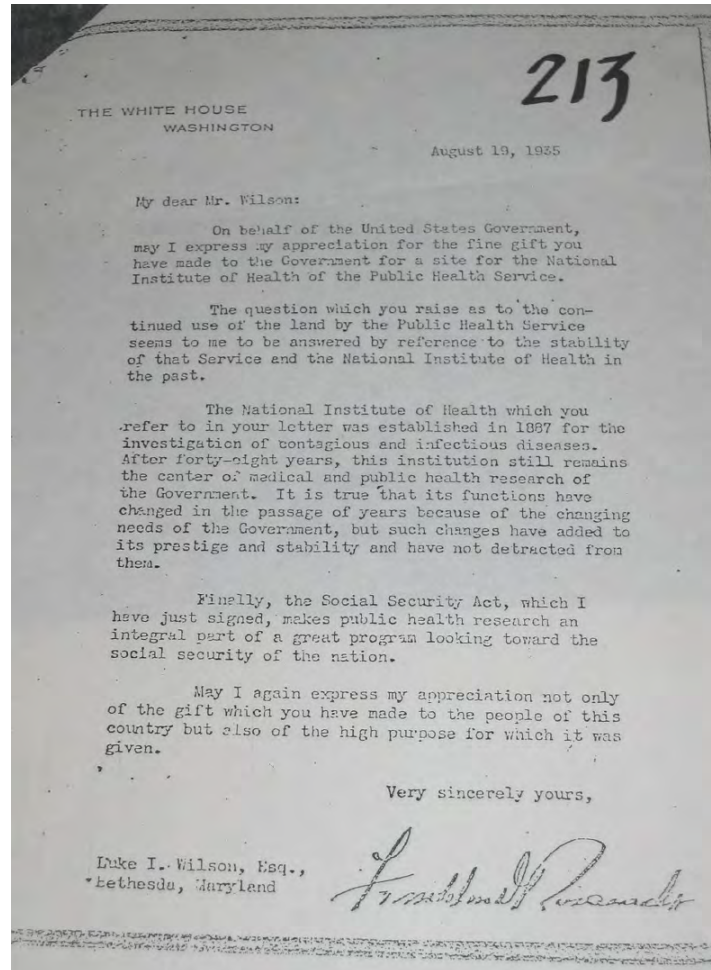 213
THE WHITE HOUSE
WASHINGTON
August 19, 1935
My dear Mr. Wilson:
On behalf of the United States Government,
may I express my appreciation for the fine gift you
have made to the Government for a site for the National
Institute of Health of the Public Health Service.
The question which you raise as to the con-
tinued use of the land by the Public Health Service
seems to me to be answered by reference to the stability
of that Service and the National Institute of Health in
the past.
The National Institute of Health which you
refer to in your letter was established in 1887 for the
investigation of contagious and infectious diseases.
After forty-eight years, this institution still remains
the center of medical and public health research of
the Government. It is true that its functions have
changed in the passage of years because of the changing
needs of the Government, but such changes have added to
its prestige and stability and have not detracted from
them.
Finally, the Social Security Act, which I
have just signed, makes public health research an
integral part of a great program looking toward the
social security of the nation.
May I again express my appreciation not only
of the gift which you have made to the people of this
country but also of the high purpose for which it was
given.
Very sincerely yours,
Luke I. Wilson, Esq.,
Bethesda, Maryland
Franklin D Roosevelt